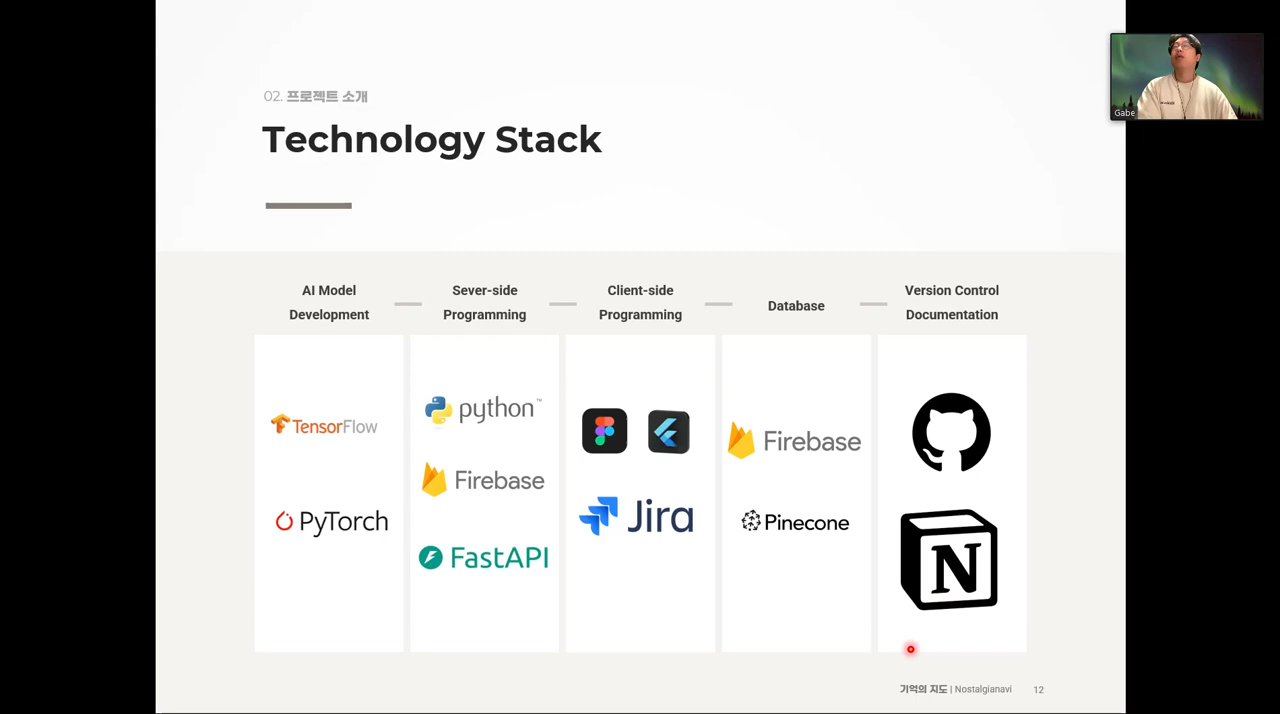 Gabe
02. 프로젝트 소개
Technology Stack
AI Model
Development
Sever-side
Programming
Client-side
Programming
Database
Version Control
Documentation
TensorFlow
PyTorch
python™
Firebase
FastAPI
Jira
Firebase
Pinecone
N
기억의 지도 | Nostalgianavi
12